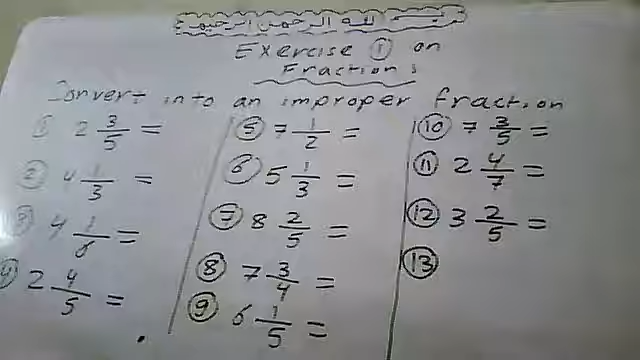 بسم الله الرحمن الرحيم
Exercise ① on
Fractions
Convert into an improper fraction
① 2 3/5 =
② 4 1/3 =
③ 4 1/6 =
④ 2 4/5 =
⑤ 7 1/2 =
⑥ 5 1/3 =
⑦ 8 2/5 =
⑧ 7 3/4 =
⑨ 6 1/5 =
⑩ 7 3/5 =
⑪ 2 4/7 =
⑫ 3 2/5 =
⑬